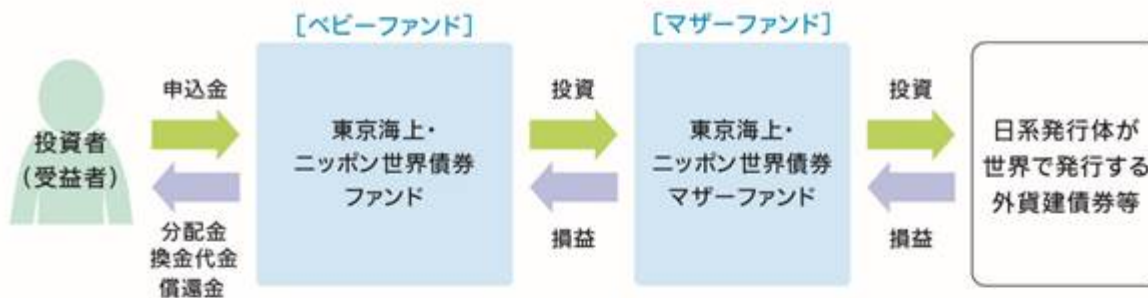 [ベビーファンド]
[マザーファンド]
投資者
(受益者)
申込金
分配金
換金代金
償還金
東京海上・
ニッポン世界債券
ファンド
投資
損益
東京海上・
ニッポン世界債券
マザーファンド
投資
損益
日系発行体が
世界で発行する
外貨建債券等